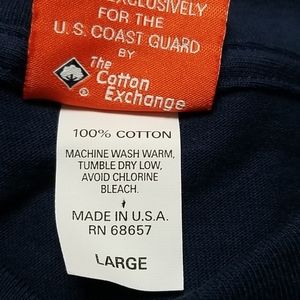 EXCLUSIVELY
FOR THE
U.S. COAST GUARD
BY
The
Cotton
Exchange
®
100% COTTON
MACHINE WASH WARM,
TUMBLE DRY LOW,
AVOID CHLORINE
BLEACH.
MADE IN U.S.A.
RN 68657
LARGE